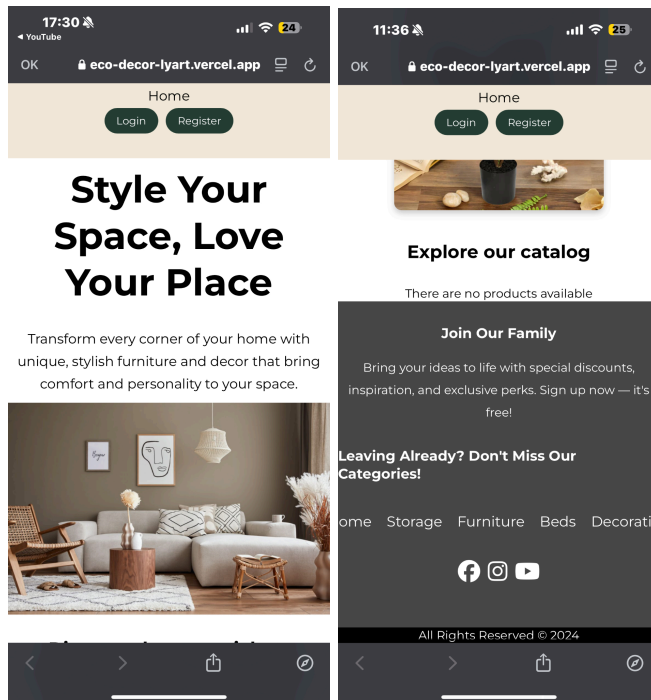 17:30
24
YouTube
OK
eco-decor-lyart.vercel.app
Home
Login
Register
Style Your
Space, Love
Your Place
Transform every corner of your home with
unique, stylish furniture and decor that bring
comfort and personality to your space.
11:36
25
OK
eco-decor-lyart.vercel.app
Home
Login
Register
Explore our catalog
There are no products available
Join Our Family
Bring your ideas to life with special discounts,
inspiration, and exclusive perks. Sign up now — it's
free!
Leaving Already? Don't Miss Our
Categories!
ome Storage Furniture Beds Decorati
All Rights Reserved © 2024